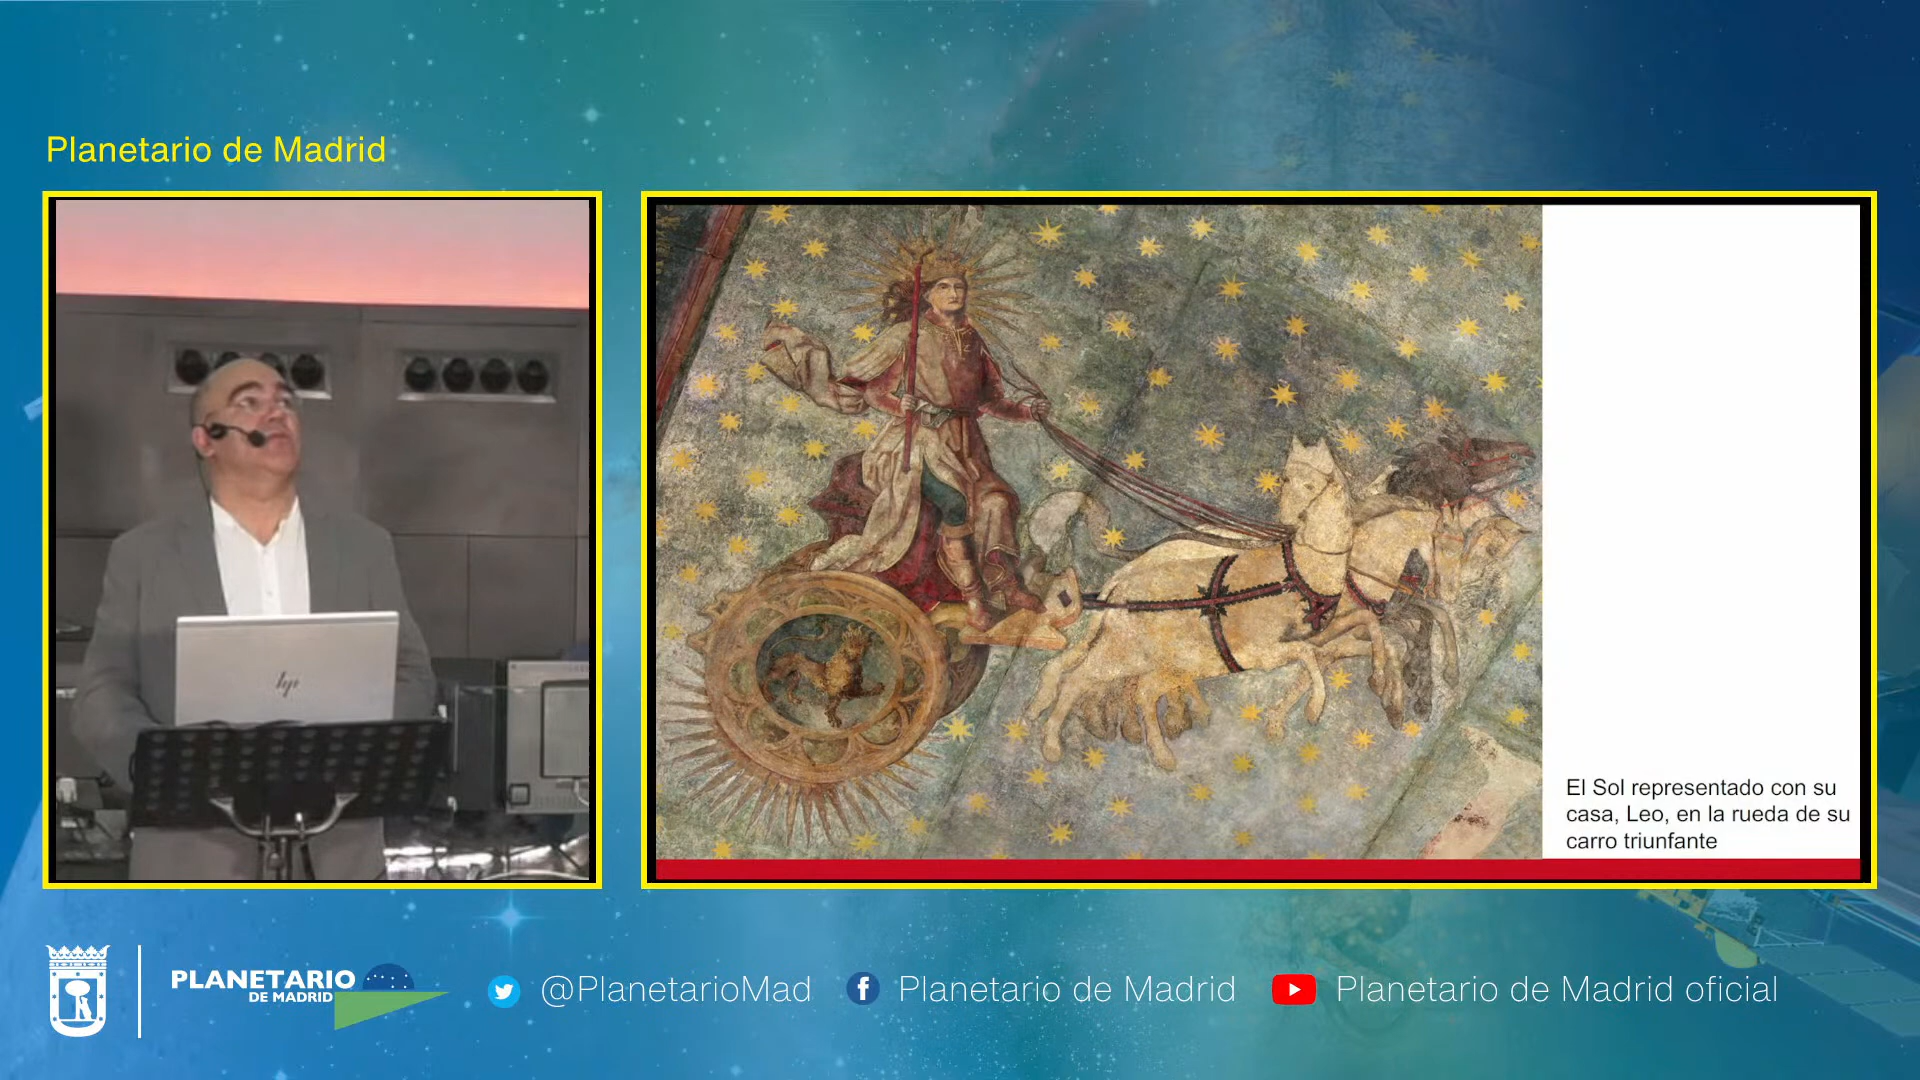 Planetario de Madrid
hp
El Sol representado con su
casa, Leo, en la rueda de su
carro triunfante
PLANETARIO
DE MADRID
@PlanetarioMad
Planetario de Madrid
Planetario de Madrid oficial